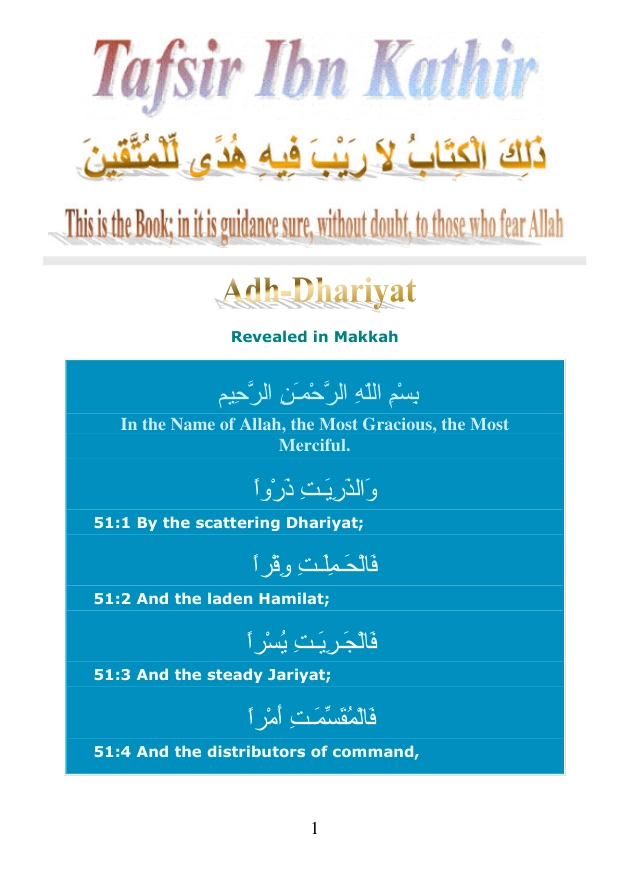 Tafsir Ibn Kathir
ذَلِكَ الْكِتَابُ لاَ رَيْبَ فِيهِ هُدًى لِّلْمُتَّقِينَ
This is the Book; in it is guidance sure, without doubt, to those who fear Allah
Adh-Dhariyat
Revealed in Makkah
بِسْمِ اللَّهِ الرَّحْمَـنِ الرَّحِيمِ
In the Name of Allah, the Most Gracious, the Most
Merciful.
وَالذَرِيَـتِ ذَرْواً
51:1 By the scattering Dhariyat;
فَالْحَـمِلَـتِ وِقْراً
51:2 And the laden Hamilat;
فَالْجَـرِيَـتِ يُسْراً
51:3 And the steady Jariyat;
فَالْمُقَسِّمَـتِ أَمْراً
51:4 And the distributors of command,
1